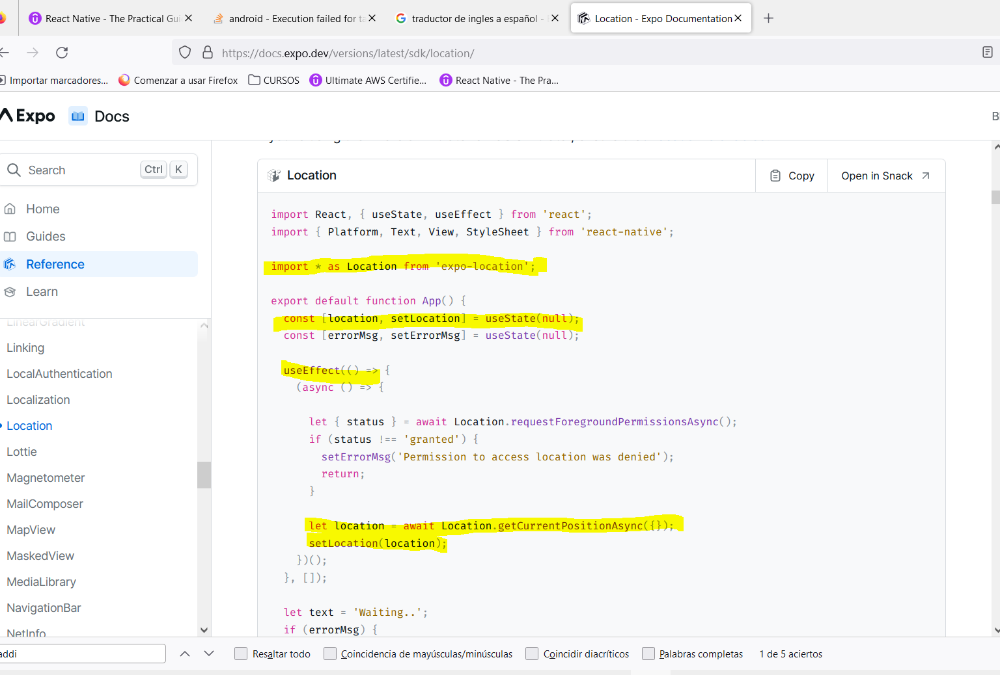 React Native - The Practical Gui
android - Execution failed for ta
traductor de ingles a español -
Location - Expo Documentation
https://docs.expo.dev/versions/latest/sdk/location/
Importar marcadores...
Comenzar a usar Firefox
CURSOS
Ultimate AWS Certifie...
React Native - The Pra...
Expo
Docs
Bl
Search
Ctrl
K
Home
Guides
Reference
Learn
LinearGradient
Linking
LocalAuthentication
Localization
Location
Lottie
Magnetometer
MailComposer
MapView
MaskedView
MediaLibrary
NavigationBar
NetInfo
Location
Copy
Open in Snack
import React, { useState, useEffect } from 'react';
import { Platform, Text, View, StyleSheet } from 'react-native';
import * as Location from 'expo-location';
export default function App() {
const [location, setLocation] = useState(null);
const [errorMsg, setErrorMsg] = useState(null);
useEffect(() => {
(async () => {
let { status } = await Location.requestForegroundPermissionsAsync();
if (status !== 'granted') {
setErrorMsg('Permission to access location was denied');
return;
}
let location = await Location.getCurrentPositionAsync({});
setLocation(location);
})();
}, []);
let text = 'Waiting..';
if (errorMsg) {
addi
Resaltar todo
Coincidencia de mayúsculas/minúsculas
Coincidir diacríticos
Palabras completas
1 de 5 aciertos